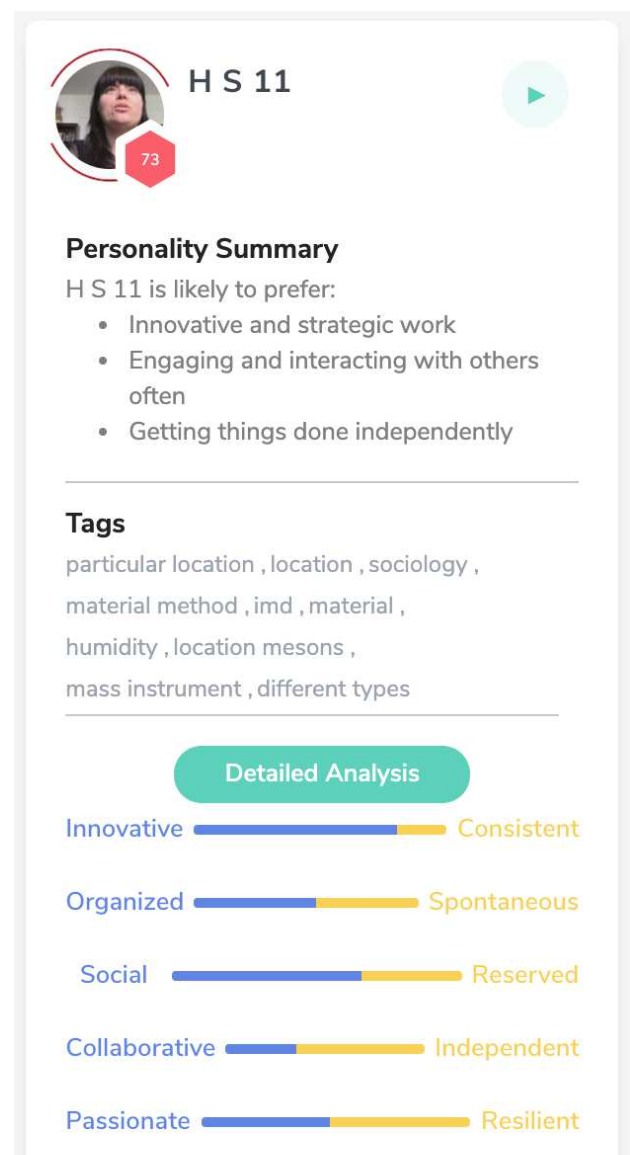 H S 11
73
Personality Summary
H S 11 is likely to prefer:
• Innovative and strategic work
• Engaging and interacting with others
often
• Getting things done independently
Tags
particular location , location , sociology ,
material method , imd , material ,
humidity , location mesons ,
mass instrument , different types
Detailed Analysis
Innovative Consistent
Organized Spontaneous
Social Reserved
Collaborative Independent
Passionate Resilient